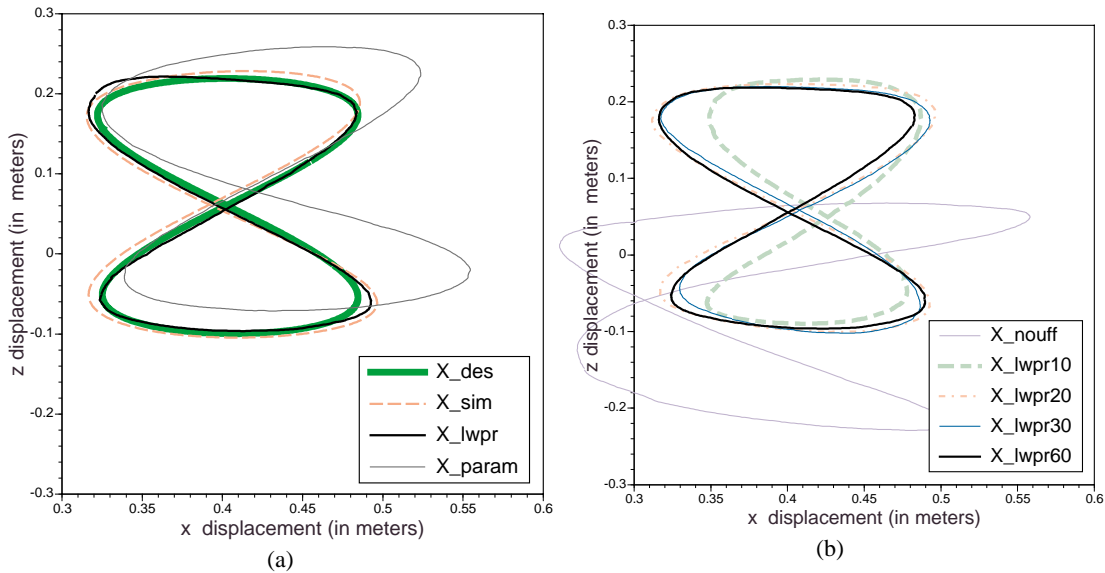 0.3
0.2
0.1
0
-0.1
-0.2
-0.3
z displacement (in meters)
0.3
0.35
0.4
0.45
0.5
0.55
0.6
x displacement (in meters)
X_des
X_sim
X_lwpr
X_param
(a)
0.3
0.2
0.1
0
-0.1
-0.2
-0.3
z displacement (in meters)
0.3
0.35
0.4
0.45
0.5
0.55
0.6
x displacement (in meters)
X_nouff
X_lwpr10
X_lwpr20
X_lwpr30
X_lwpr60
(b)